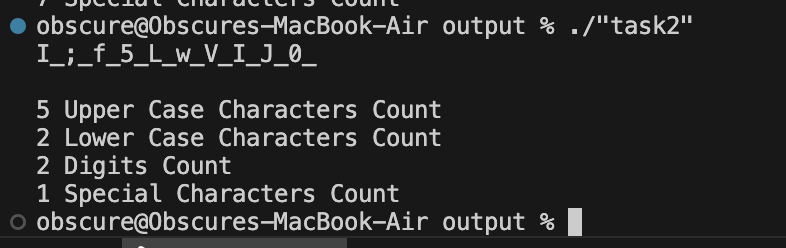 7 Special Characters Count
obscure@Obscures-MacBook-Air output % ./"task2"
I_;_f_5_L_w_V_I_J_0_
5 Upper Case Characters Count
2 Lower Case Characters Count
2 Digits Count
1 Special Characters Count
obscure@Obscures-MacBook-Air output %